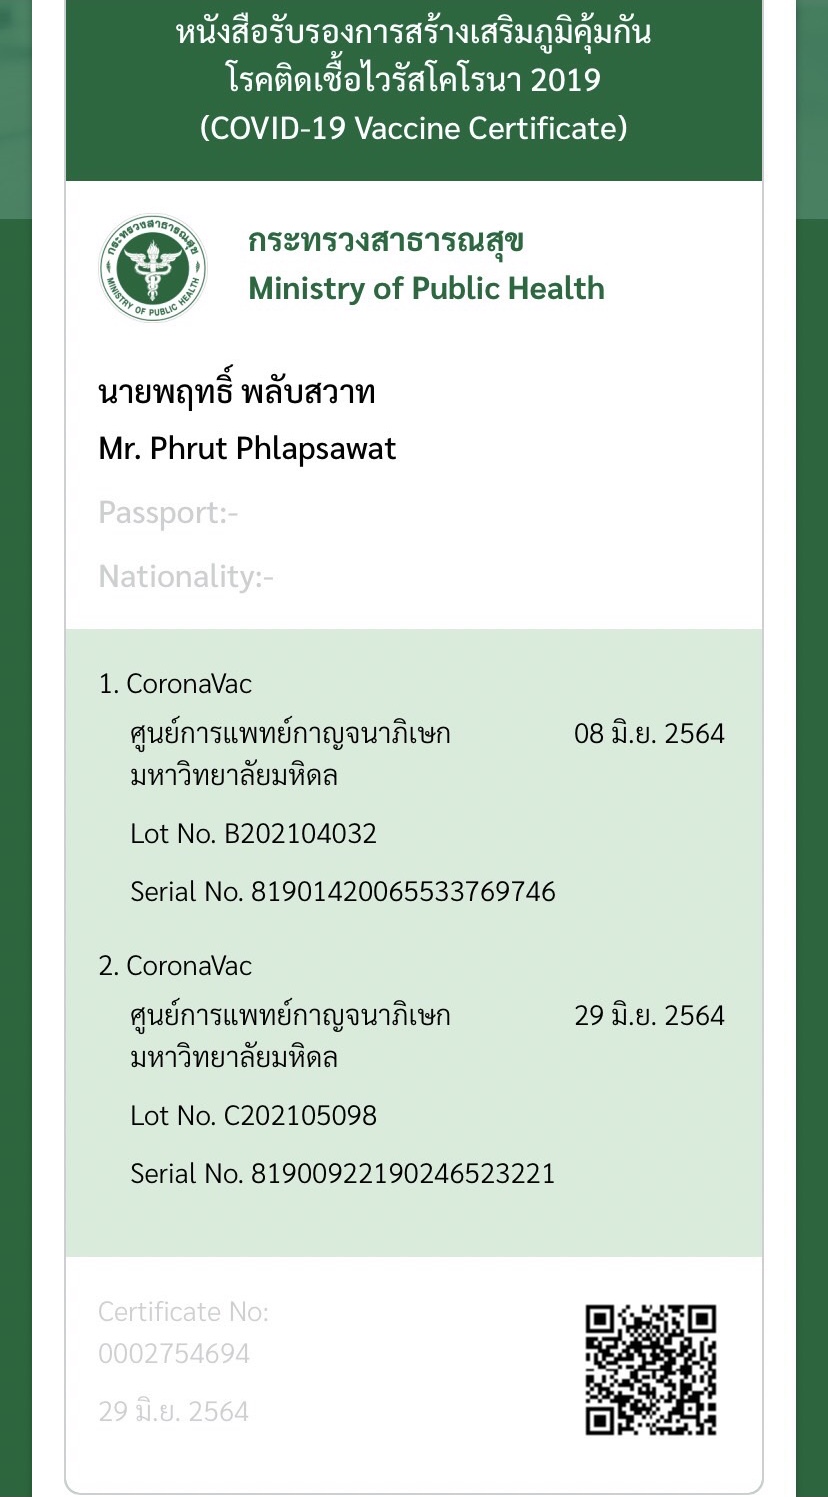 หนังสือรับรองการสร้างเสริมภูมิคุ้มกัน
โรคติดเชื้อไวรัสโคโรนา 2019
(COVID-19 Vaccine Certificate)
กระทรวงสาธารณสุข
MINISTRY OF PUBLIC HEALTH
กระทรวงสาธารณสุข
Ministry of Public Health
นายพฤทธิ์ พลับสวาท
Mr. Phrut Phlapsawat
Passport:-
Nationality:-
1. CoronaVac
ศูนย์การแพทย์กาญจนาภิเษก 08 มิ.ย. 2564
มหาวิทยาลัยมหิดล
Lot No. B202104032
Serial No. 81901420065533769746
2. CoronaVac
ศูนย์การแพทย์กาญจนาภิเษก 29 มิ.ย. 2564
มหาวิทยาลัยมหิดล
Lot No. C202105098
Serial No. 81900922190246523221
Certificate No:
0002754694
29 มิ.ย. 2564